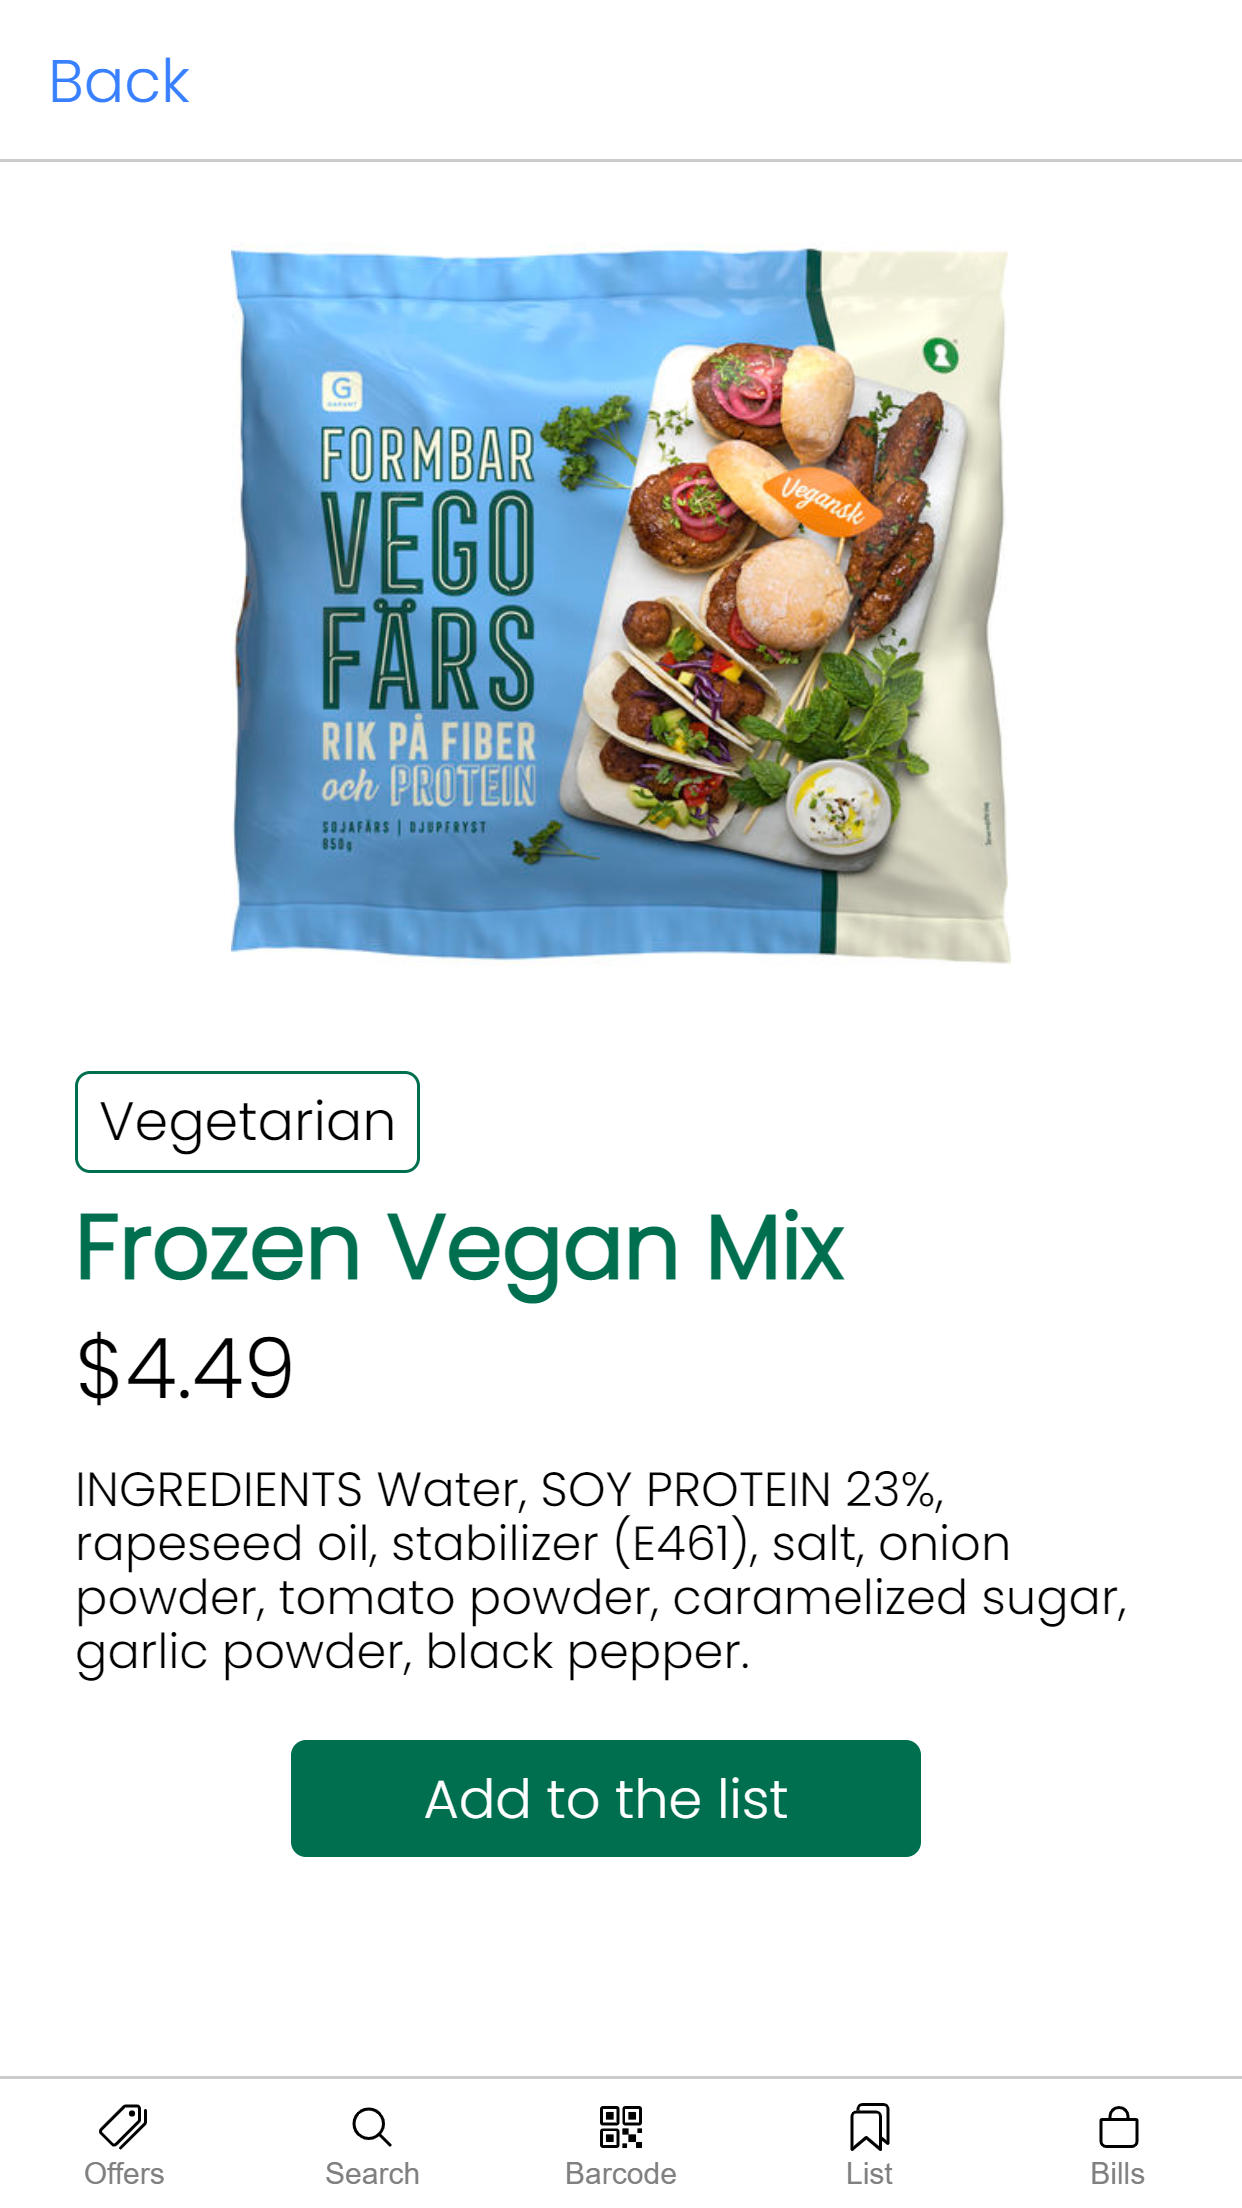 Back
G
GARANT
FORMBAR
VEGO
FÄRS
RIK PÅ FIBER
och PROTEIN
SOJAFÄRS | DJUPFRYST
850g
Vegansk
Vegetarian
Frozen Vegan Mix
$4.49
INGREDIENTS Water, SOY PROTEIN 23%,
rapeseed oil, stabilizer (E461), salt, onion
powder, tomato powder, caramelized sugar,
garlic powder, black pepper.
Add to the list
Offers
Search
Barcode
List
Bills